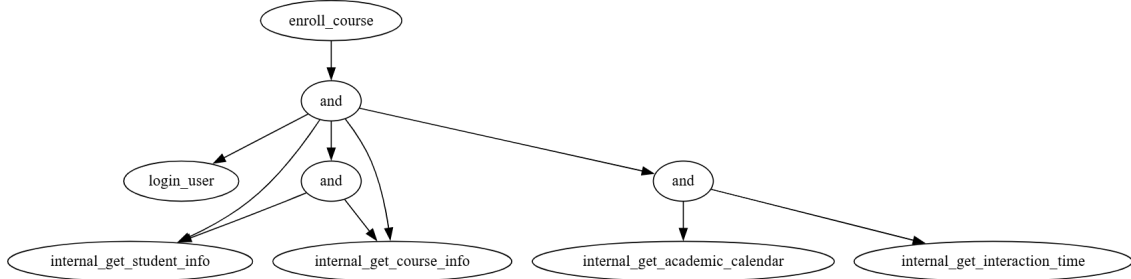 enroll_course
and
login_user
and
and
internal_get_student_info
internal_get_course_info
internal_get_academic_calendar
internal_get_interaction_time